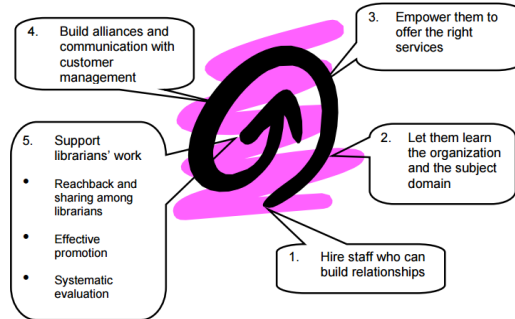 4. Build alliances and
communication with
customer
management
3. Empower them to
offer the right
services
5. Support
librarians’ work
• Reachback and
sharing among
librarians
• Effective
promotion
• Systematic
evaluation
2. Let them learn
the organization
and the subject
domain
1. Hire staff who can
build relationships